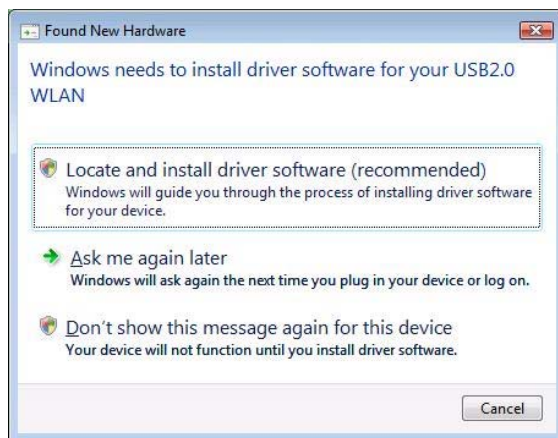 Found New Hardware
Windows needs to install driver software for your USB2.0
WLAN
Locate and install driver software (recommended)
Windows will guide you through the process of installing driver software
for your device.
Ask me again later
Windows will ask again the next time you plug in your device or log on.
Don't show this message again for this device
Your device will not function until you install driver software.
Cancel